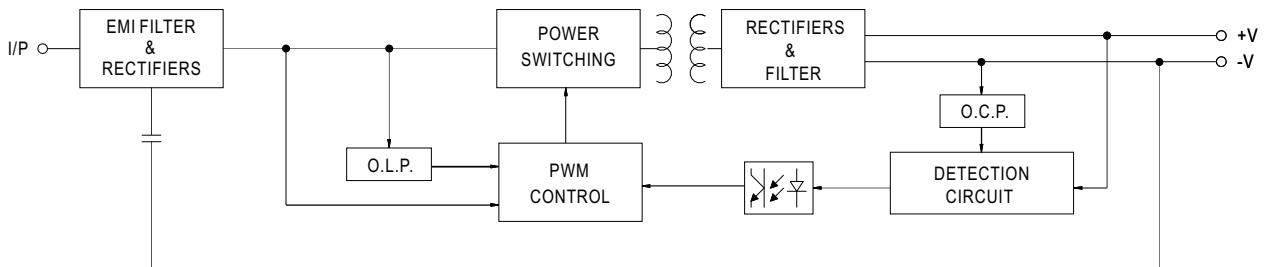 I/P
EMI FILTER
&
RECTIFIERS
POWER
SWITCHING
RECTIFIERS
&
FILTER
+V
-V
O.C.P.
O.L.P.
PWM
CONTROL
DETECTION
CIRCUIT